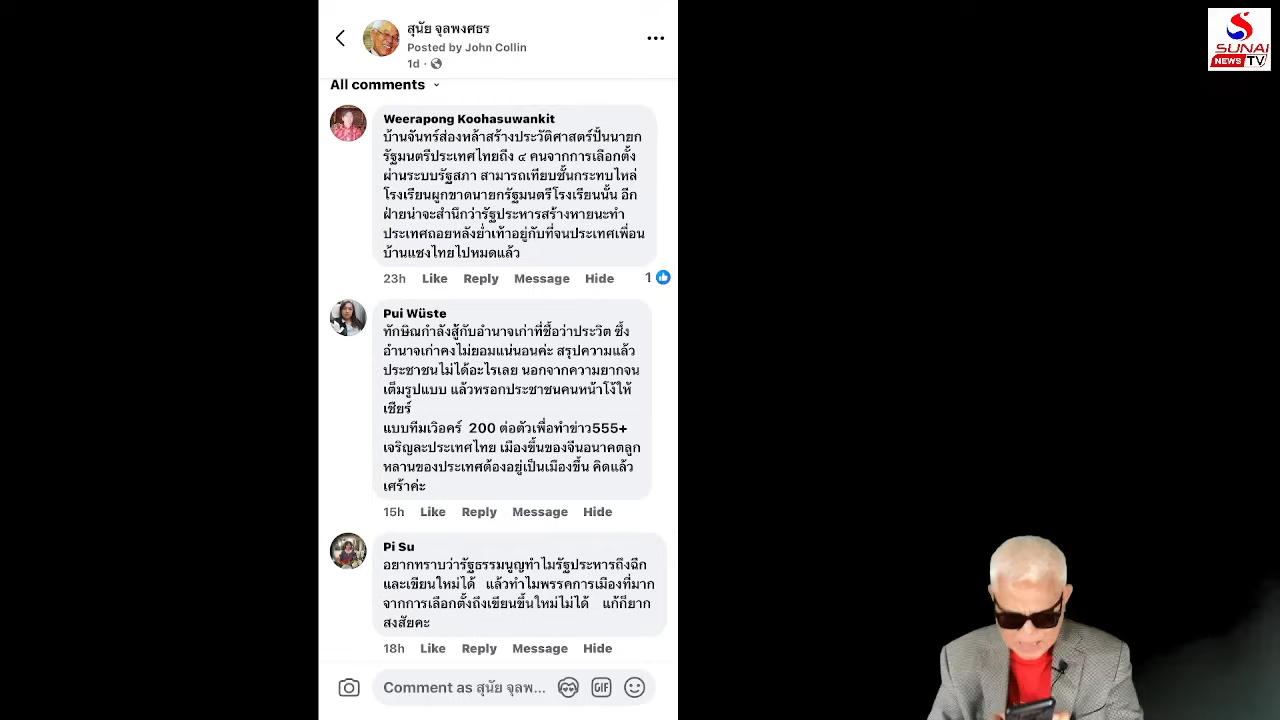 สุนัย จุลพงศธร
Posted by John Collin
1d
SUNAI
NEWS TV
All comments
Weerapong Koohasuwankit
บ้านจันทร์ส่องหล้าสร้างประวัติศาสตร์ปั้นนายก
รัฐมนตรีประเทศไทยถึง ๔ คนจากการเลือกตั้ง
ผ่านระบบรัฐสภา สามารถเทียบชั้นกระทบไหล่
โรงเรียนผูกขาดนายกรัฐมนตรีโรงเรียนนั้น อีก
ฝ่ายน่าจะสำนึกว่ารัฐประหารสร้างหายนะทำ
ประเทศถอยหลังย่ำเท้าอยู่กับที่จนประเทศเพื่อน
บ้านแซงไทยไปหมดแล้ว
23h Like Reply Message Hide 1
Pui Wüste
ทักษิณกำลังสู้กับอำนาจเก่าที่ชื้อว่าประวิต ซึ้ง
อำนาจเก่าคงไม่ยอมแน่นอนค่ะ สรุปความแล้ว
ประชาชนไม่ได้อะไรเลย นอกจากความยากจน
เต็มรูปแบบ แล้วหรอกประชาชนคนหน้าโง้ให้
เชียร์
แบบทีมเวิอคร์ 200 ต่อตัวเพื่อทำข่าว555+
เจริญละประเทศไทย เมืองขึ้นของจีนอนาคตลูก
หลานของประเทศต้องอยู่เป็นเมืองขึ้น คิดแล้ว
เศร้าค่ะ
15h Like Reply Message Hide
Pi Su
อยากทราบว่ารัฐธรรมนูญทำไมรัฐประหารถึงฉีก
และเขียนใหม่ได้ แล้วทำไมพรรคการเมืองที่มาก
จากการเลือกตั้งถึงเขียนขึ้นใหม่ไม่ได้ แก้ก็ยาก
สงสัยคะ
18h Like Reply Message Hide
Comment as สุนัย จุลพ...
GIF